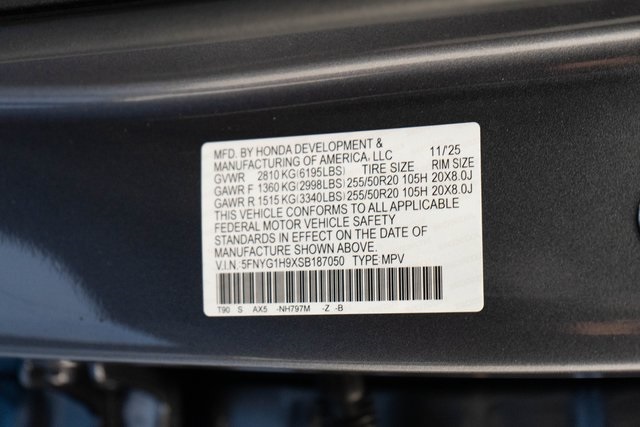 MFD. BY HONDA DEVELOPMENT &
MANUFACTURING OF AMERICA, LLC 11/25
GVWR 2810 KG(6195LBS) TIRE SIZE RIM SIZE
GAWR F 1360 KG(2998LBS) 255/50R20 105H 20X8.0J
GAWR R 1515 KG(3340LBS) 255/50R20 105H 20X8.0J
THIS VEHICLE CONFORMS TO ALL APPLICABLE
FEDERAL MOTOR VEHICLE SAFETY
STANDARDS IN EFFECT ON THE DATE OF
MANUFACTURE SHOWN ABOVE.
V.I.N. 5FNYG1H9XSB187050 TYPE:MPV
T90 S AX5 -NH797M -Z -B